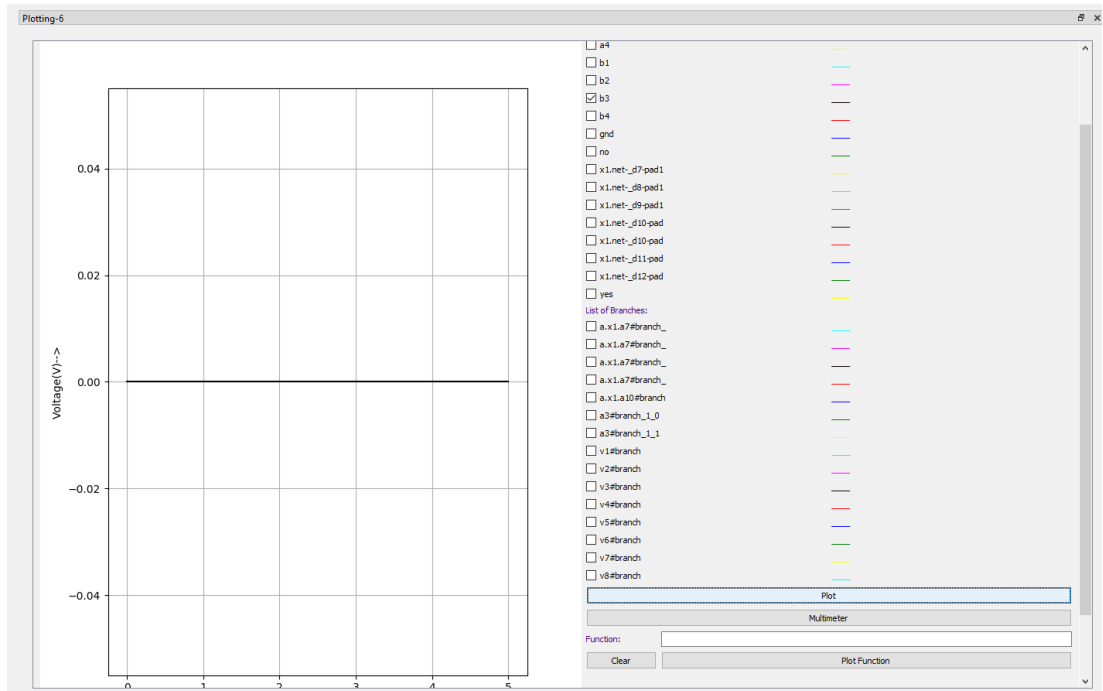 Plotting-6
0.04
0.02
0.00
−0.02
−0.04
Voltage(V)-->
0 1 2 3 4 5
a4
b1
b2
b3
b4
gnd
no
x1.net-_d7-pad1
x1.net-_d8-pad1
x1.net-_d9-pad1
x1.net-_d10-pad
x1.net-_d10-pad
x1.net-_d11-pad
x1.net-_d12-pad
yes
List of Branches:
a.x1.a7#branch_
a.x1.a7#branch_
a.x1.a7#branch_
a.x1.a7#branch_
a.x1.a10#branch
a3#branch_1_0
a3#branch_1_1
v1#branch
v2#branch
v3#branch
v4#branch
v5#branch
v6#branch
v7#branch
v8#branch
Plot
Multimeter
Function:
Clear Plot Function